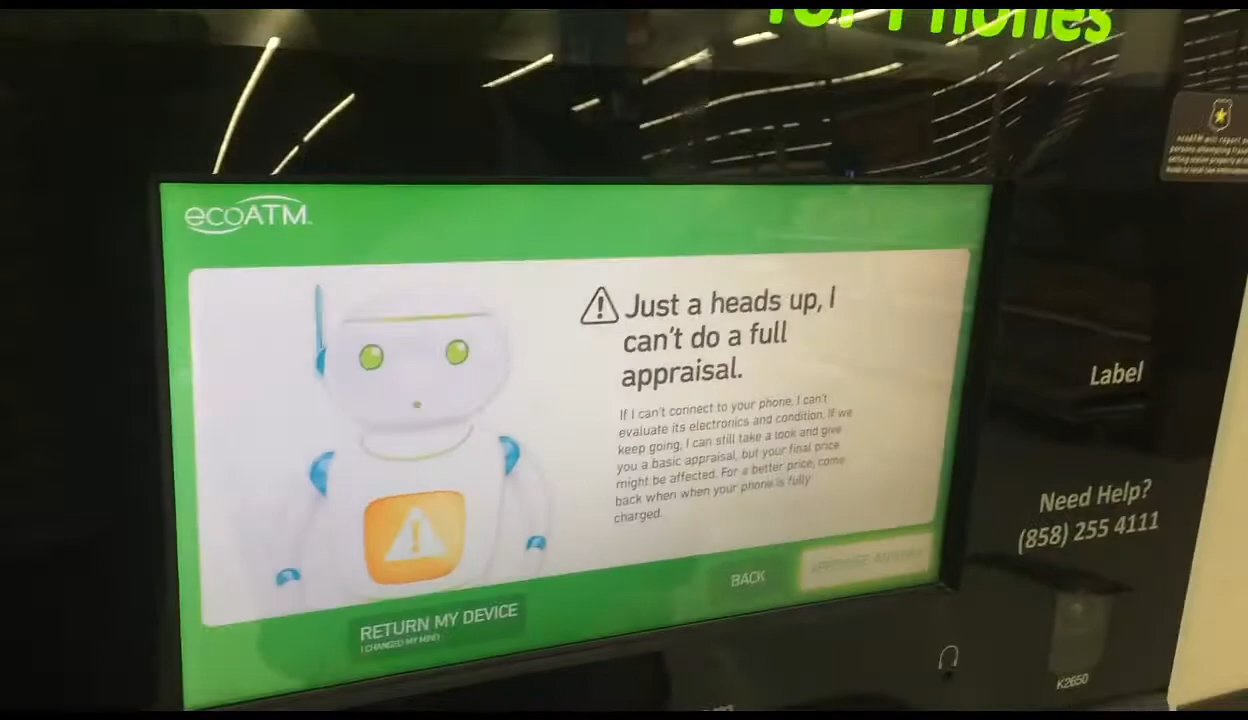 for Phones
ecoATM
Just a heads up, I
can't do a full
appraisal.
If I can't connect to your phone, I can't
evaluate its electronics and condition. If we
keep going, I can still take a look and give
you a basic appraisal, but your final price
might be affected. For a better price, come
back when when your phone is fully
charged.
BACK
RETURN MY DEVICE
I CHANGED MY MIND
Label
Need Help?
(858) 255 4111
K2650